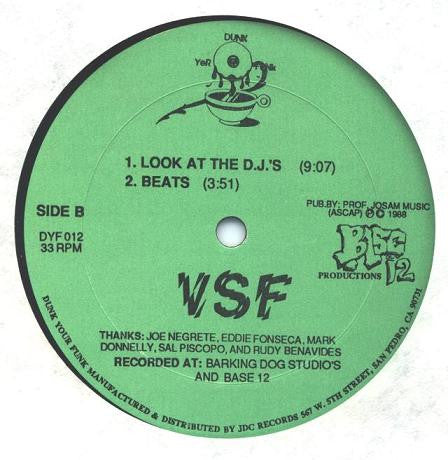 DUNK
YoR Funk
1. LOOK AT THE D.J.'S (9:07)
2. BEATS (3:51)
SIDE B
DYF 012
33 RPM
PUB.BY: PROF. JOSAM MUSIC
(ASCAP) ℗ © 1988
BASE 12
PRODUCTIONS
VSF
THANKS: JOE NEGRETE, EDDIE FONSECA, MARK
DONNELLY, SAL PISCOPO, AND RUDY BENAVIDES
RECORDED AT: BARKING DOG STUDIO'S
AND BASE 12
DUNK YOUR FUNK MANUFACTURED & DISTRIBUTED BY JDC RECORDS 567 W. 5TH STREET, SAN PEDRO, CA 90731